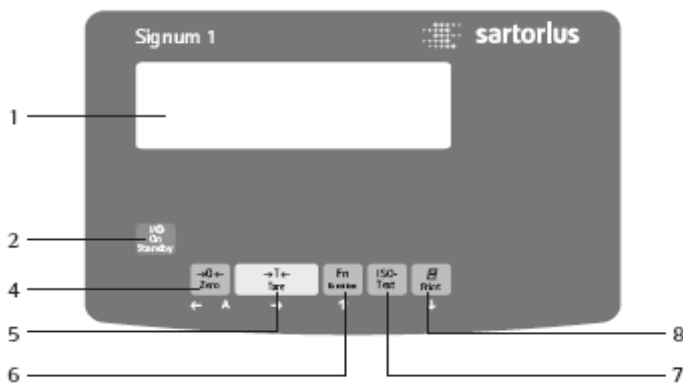 Signum 1 sartorius
1
2
I/⏻
On
Standby
→0← →T← Fn ISO- Print
Zero Tare Function Test
4 ← A → ↑ ↓
5 8
6 7